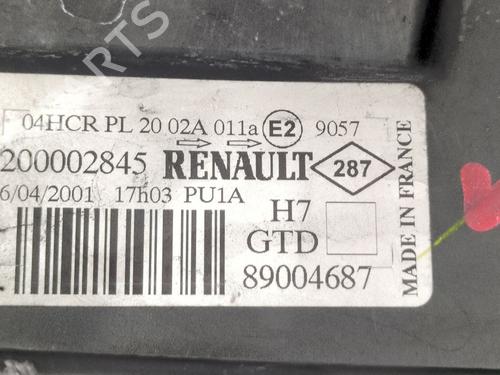 PARTS
04HCR PL 20 02A 011a E2 9057
200002845 RENAULT 287
6/04/2001 17h03 PU1A
H7
GTD
89004687
MADE IN FRANCE